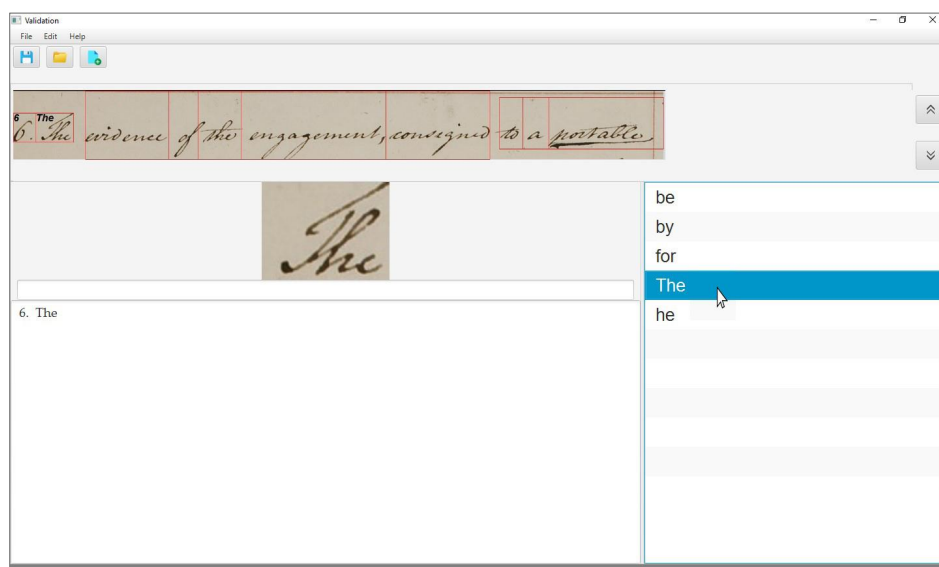 Validation
File Edit Help
6 The
6. The evidence of the engagement, consigned to a portable
The
be
by
for
The
he
6. The